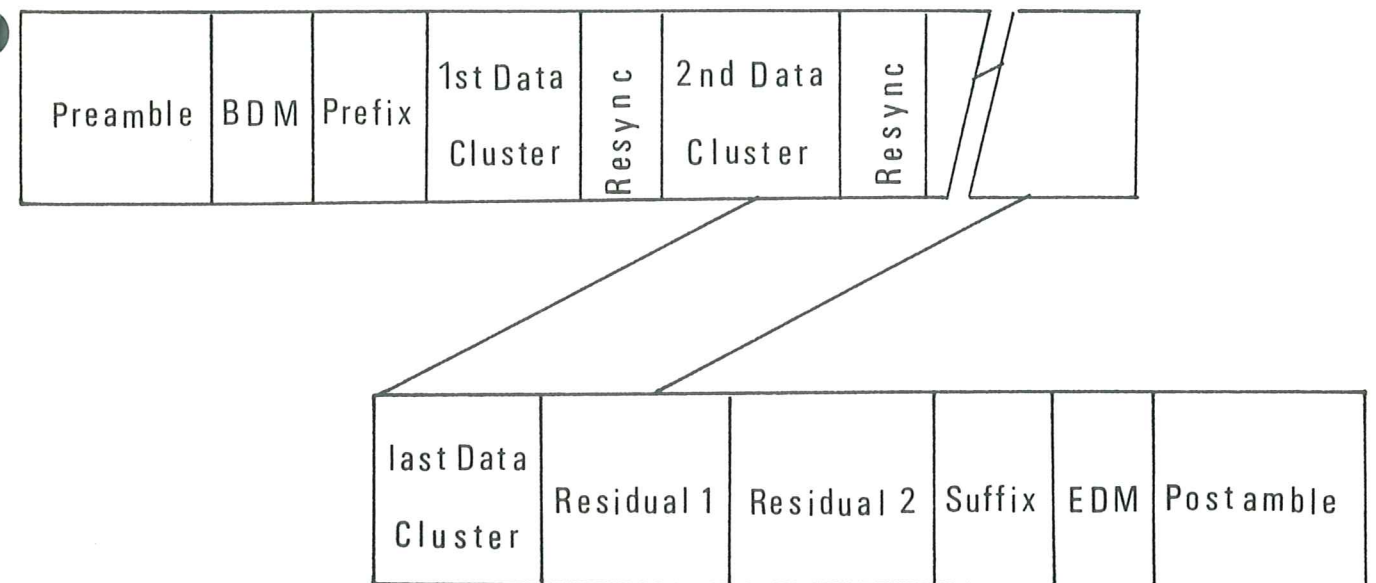 Preamble
BDM
Prefix
1st Data
Cluster
Resync
2nd Data
Cluster
Resync
last Data
Cluster
Residual 1
Residual 2
Suffix
EDM
Postamble